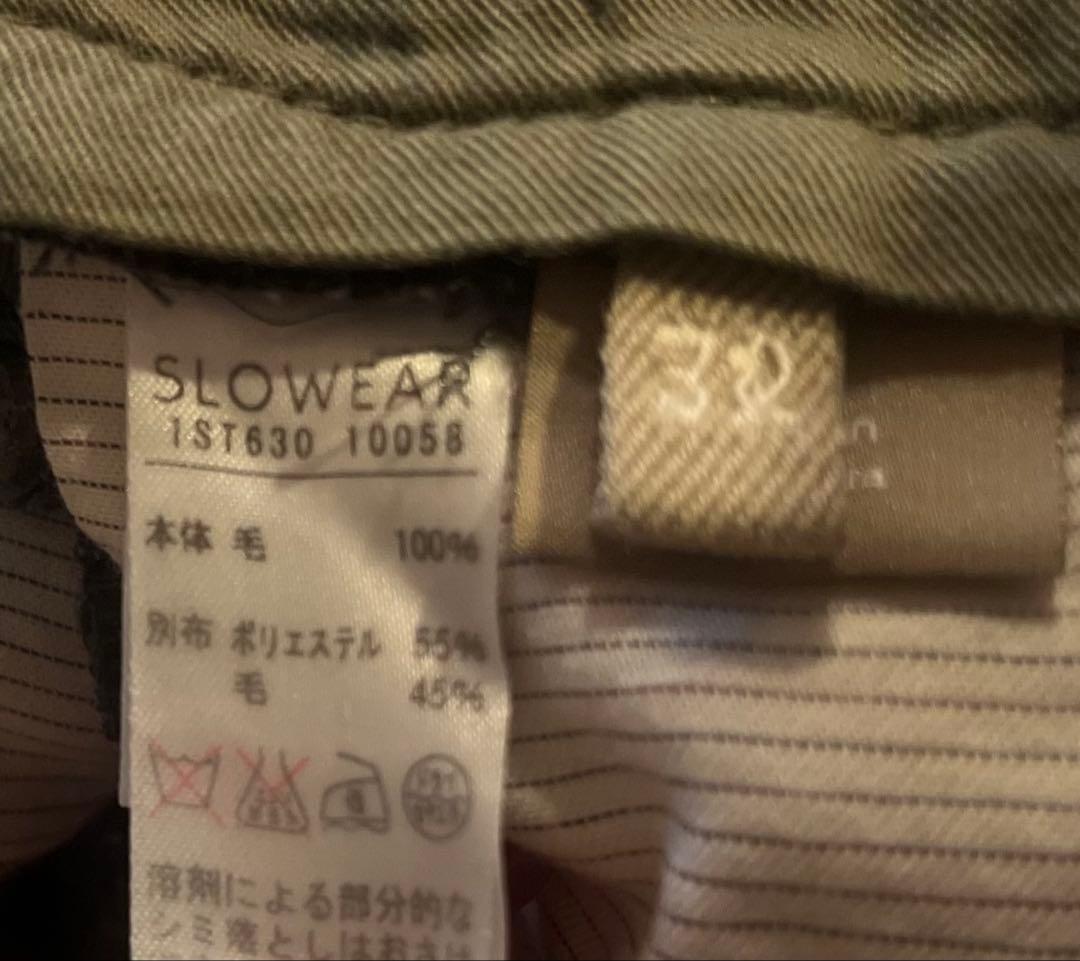 SLOWEAR
1ST630 10058
本体 毛 100%
別布 ポリエステル 55%
毛 45%
溶剤による部分的な
シミ落としはおさけ
32